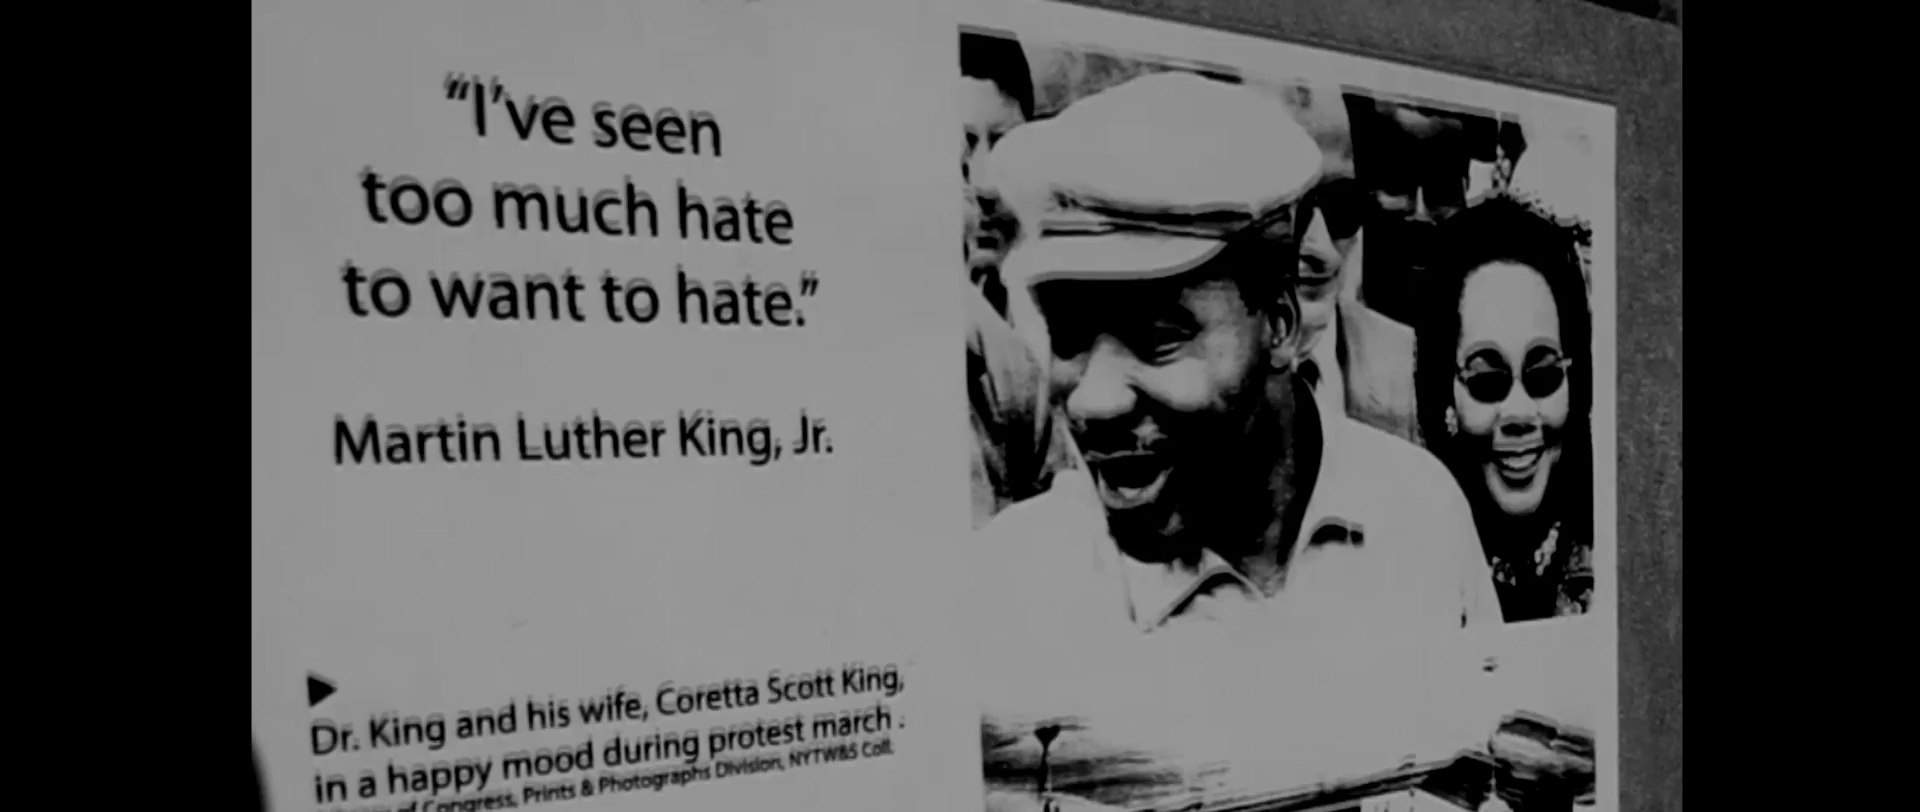 “I’ve seen
too much hate
to want to hate.”
Martin Luther King, Jr.
Dr. King and his wife, Coretta Scott King,
in a happy mood during protest march .
of Congress, Prints & Photographs Division, NYTW&S Coll.